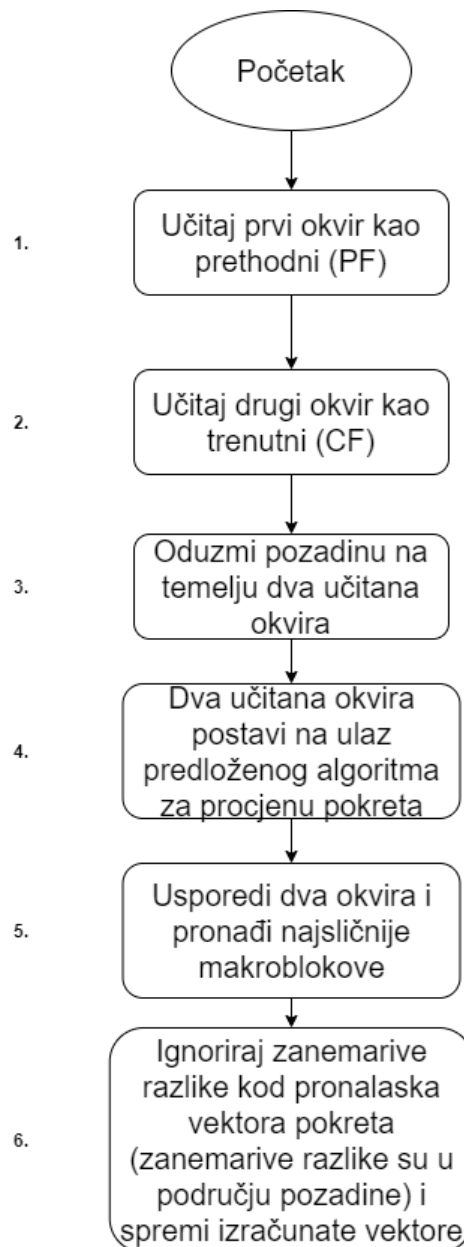 Početak
1.
Učitaj prvi okvir kao
prethodni (PF)
2.
Učitaj drugi okvir kao
trenutni (CF)
3.
Oduzmi pozadinu na
temelju dva učitana
okvira
4.
Dva učitana okvira
postavi na ulaz
predloženog algoritma
za procjenu pokreta
5.
Usporedi dva okvira i
pronađi najsličnije
makroblokove
6.
Ignoriraj zanemarive
razlike kod pronalaska
vektora pokreta
(zanemarive razlike su u
području pozadine) i
spremi izračunate vektore